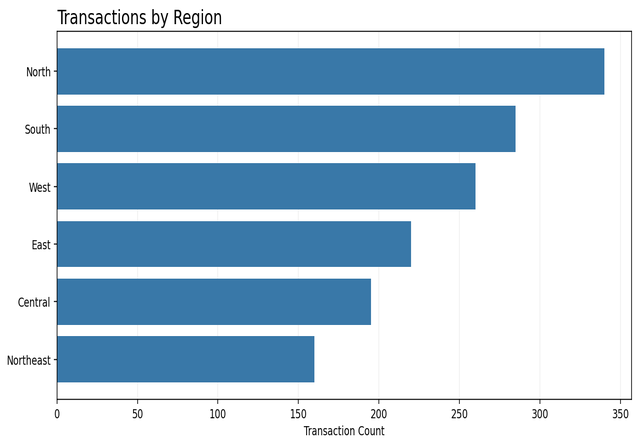 Transactions by Region
North
South
West
East
Central
Northeast
0 50 100 150 200 250 300 350
Transaction Count